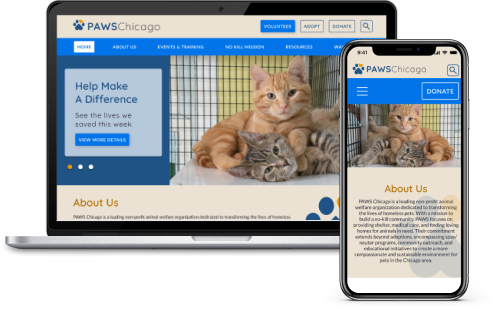 PAWSChicago
VOLUNTEER
ADOPT
DONATE
HOME
ABOUT US
EVENTS & TRAINING
NO KILL MISSION
RESOURCES
Help Make
A Difference
See the lives we
saved this week.
VIEW MORE DETAILS
About Us
PAWS Chicago is a leading non-profit animal welfare organization dedicated to transforming the lives of homeless
9:41
PAWSChicago
DONATE
About Us
PAWS Chicago is a leading non-profit animal
welfare organization dedicated to transforming
the lives of homeless pets. With a mission to
build a no-kill community, PAWS focuses on
providing shelter, medical care, and finding loving
homes for animals in need. Their commitment
extends beyond adoptions, encompassing spay/
neuter programs, community outreach, and
educational initiatives to create a more
compassionate and sustainable environment for
pets in the Chicago area.